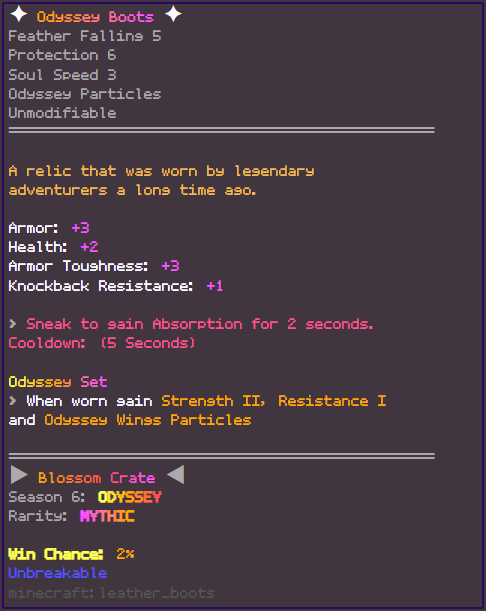 ✦ Odyssey Boots ✦
Feather Falling 5
Protection 6
Soul Speed 3
Odyssey Particles
Unmodifiable
A relic that was worn by legendary
adventurers a long time ago.
Armor: +3
Health: +2
Armor Toughness: +3
Knockback Resistance: +1
> Sneak to gain Absorption for 2 seconds.
Cooldown: (5 Seconds)
Odyssey Set
> When worn gain Strength II, Resistance I
and Odyssey Wings Particles
▶ Blossom Crate ◀
Season 6: ODYSSEY
Rarity: MYTHIC
Win Chance: 2%
Unbreakable
minecraft:leather_boots